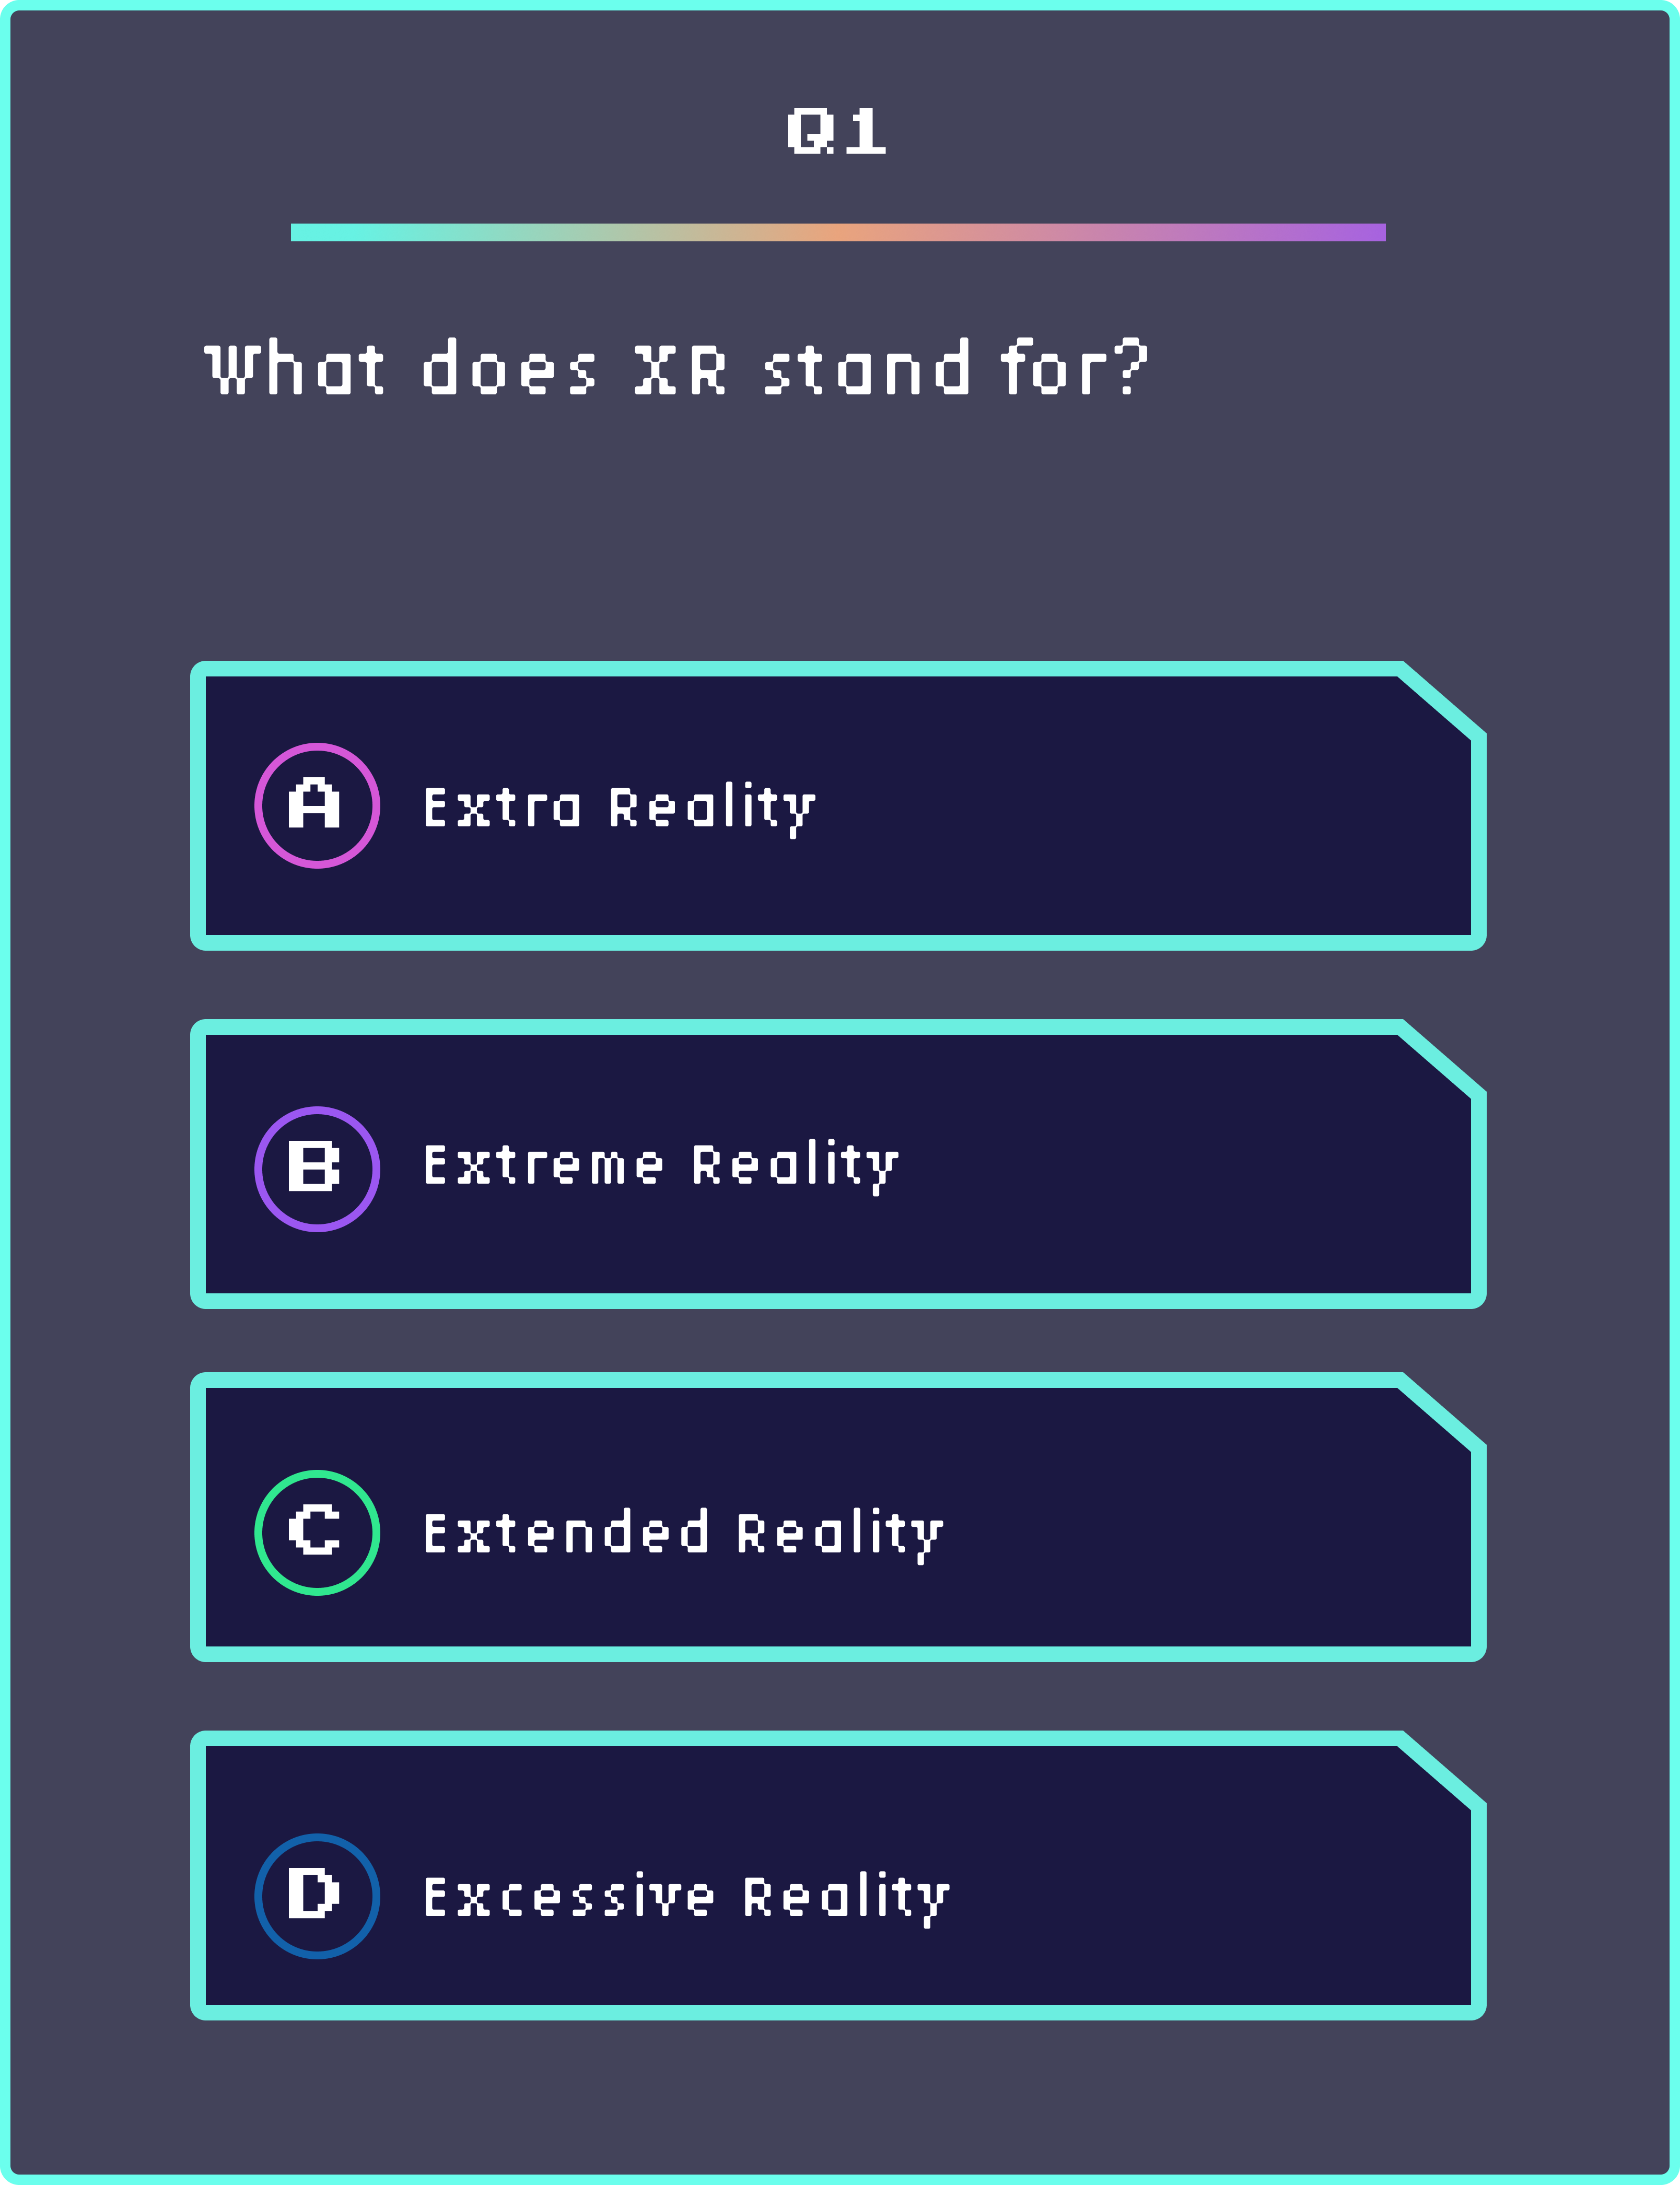 Q1
What does XR stand for?
A
Extra Reality
B
Extreme Reality
C
Extended Reality
D
Excessive Reality